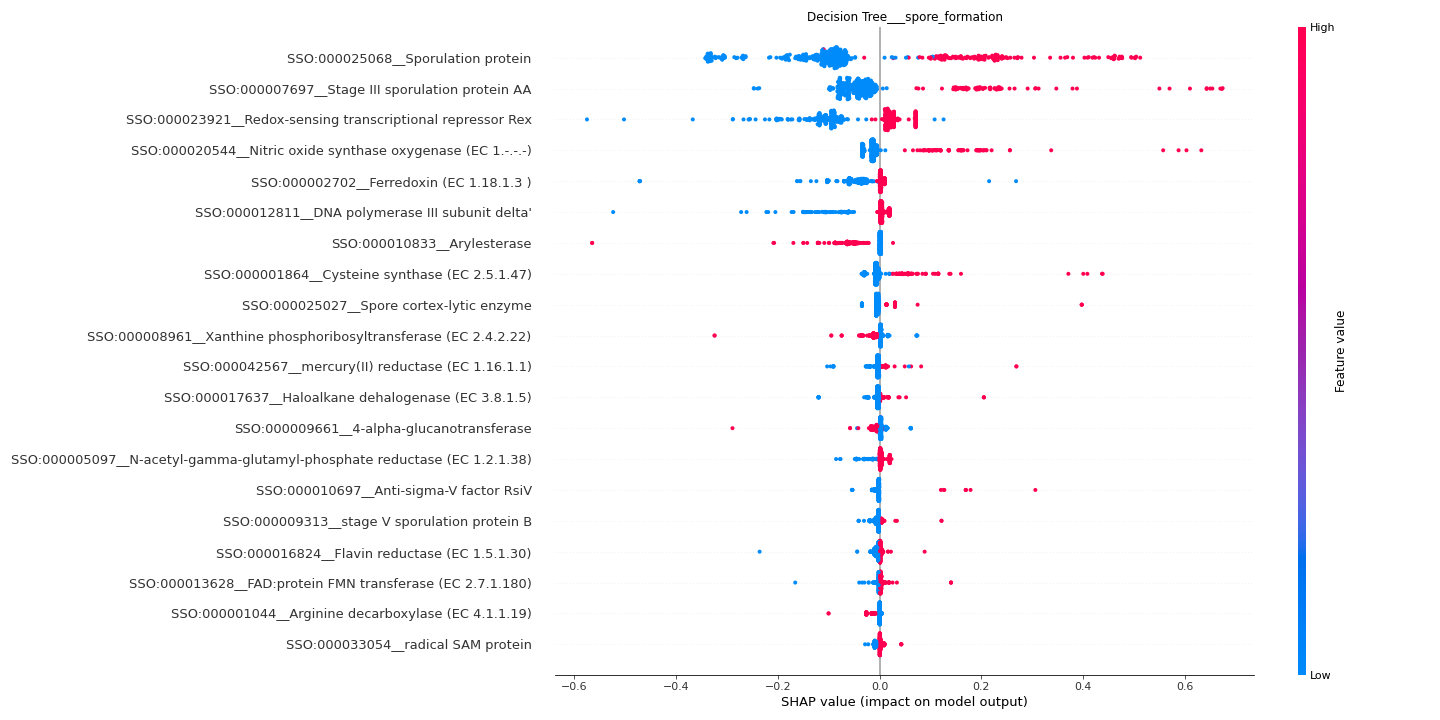 Decision Tree___spore_formation
High
SSO:000025068__Sporulation protein
SSO:000007697__Stage III sporulation protein AA
SSO:000023921__Redox-sensing transcriptional repressor Rex
SSO:000020544__Nitric oxide synthase oxygenase (EC 1.-.-.-)
SSO:000002702__Ferredoxin (EC 1.18.1.3 )
SSO:000012811__DNA polymerase III subunit delta'
SSO:000010833__Arylesterase
SSO:000001864__Cysteine synthase (EC 2.5.1.47)
SSO:000025027__Spore cortex-lytic enzyme
SSO:000008961__Xanthine phosphoribosyltransferase (EC 2.4.2.22)
SSO:000042567__mercury(II) reductase (EC 1.16.1.1)
SSO:000017637__Haloalkane dehalogenase (EC 3.8.1.5)
SSO:000009661__4-alpha-glucanotransferase
SSO:000005097__N-acetyl-gamma-glutamyl-phosphate reductase (EC 1.2.1.38)
SSO:000010697__Anti-sigma-V factor RsiV
SSO:000009313__stage V sporulation protein B
SSO:000016824__Flavin reductase (EC 1.5.1.30)
SSO:000013628__FAD:protein FMN transferase (EC 2.7.1.180)
SSO:000001044__Arginine decarboxylase (EC 4.1.1.19)
SSO:000033054__radical SAM protein
Feature value
Low
−0.6 −0.4 −0.2 0.0 0.2 0.4 0.6
SHAP value (impact on model output)